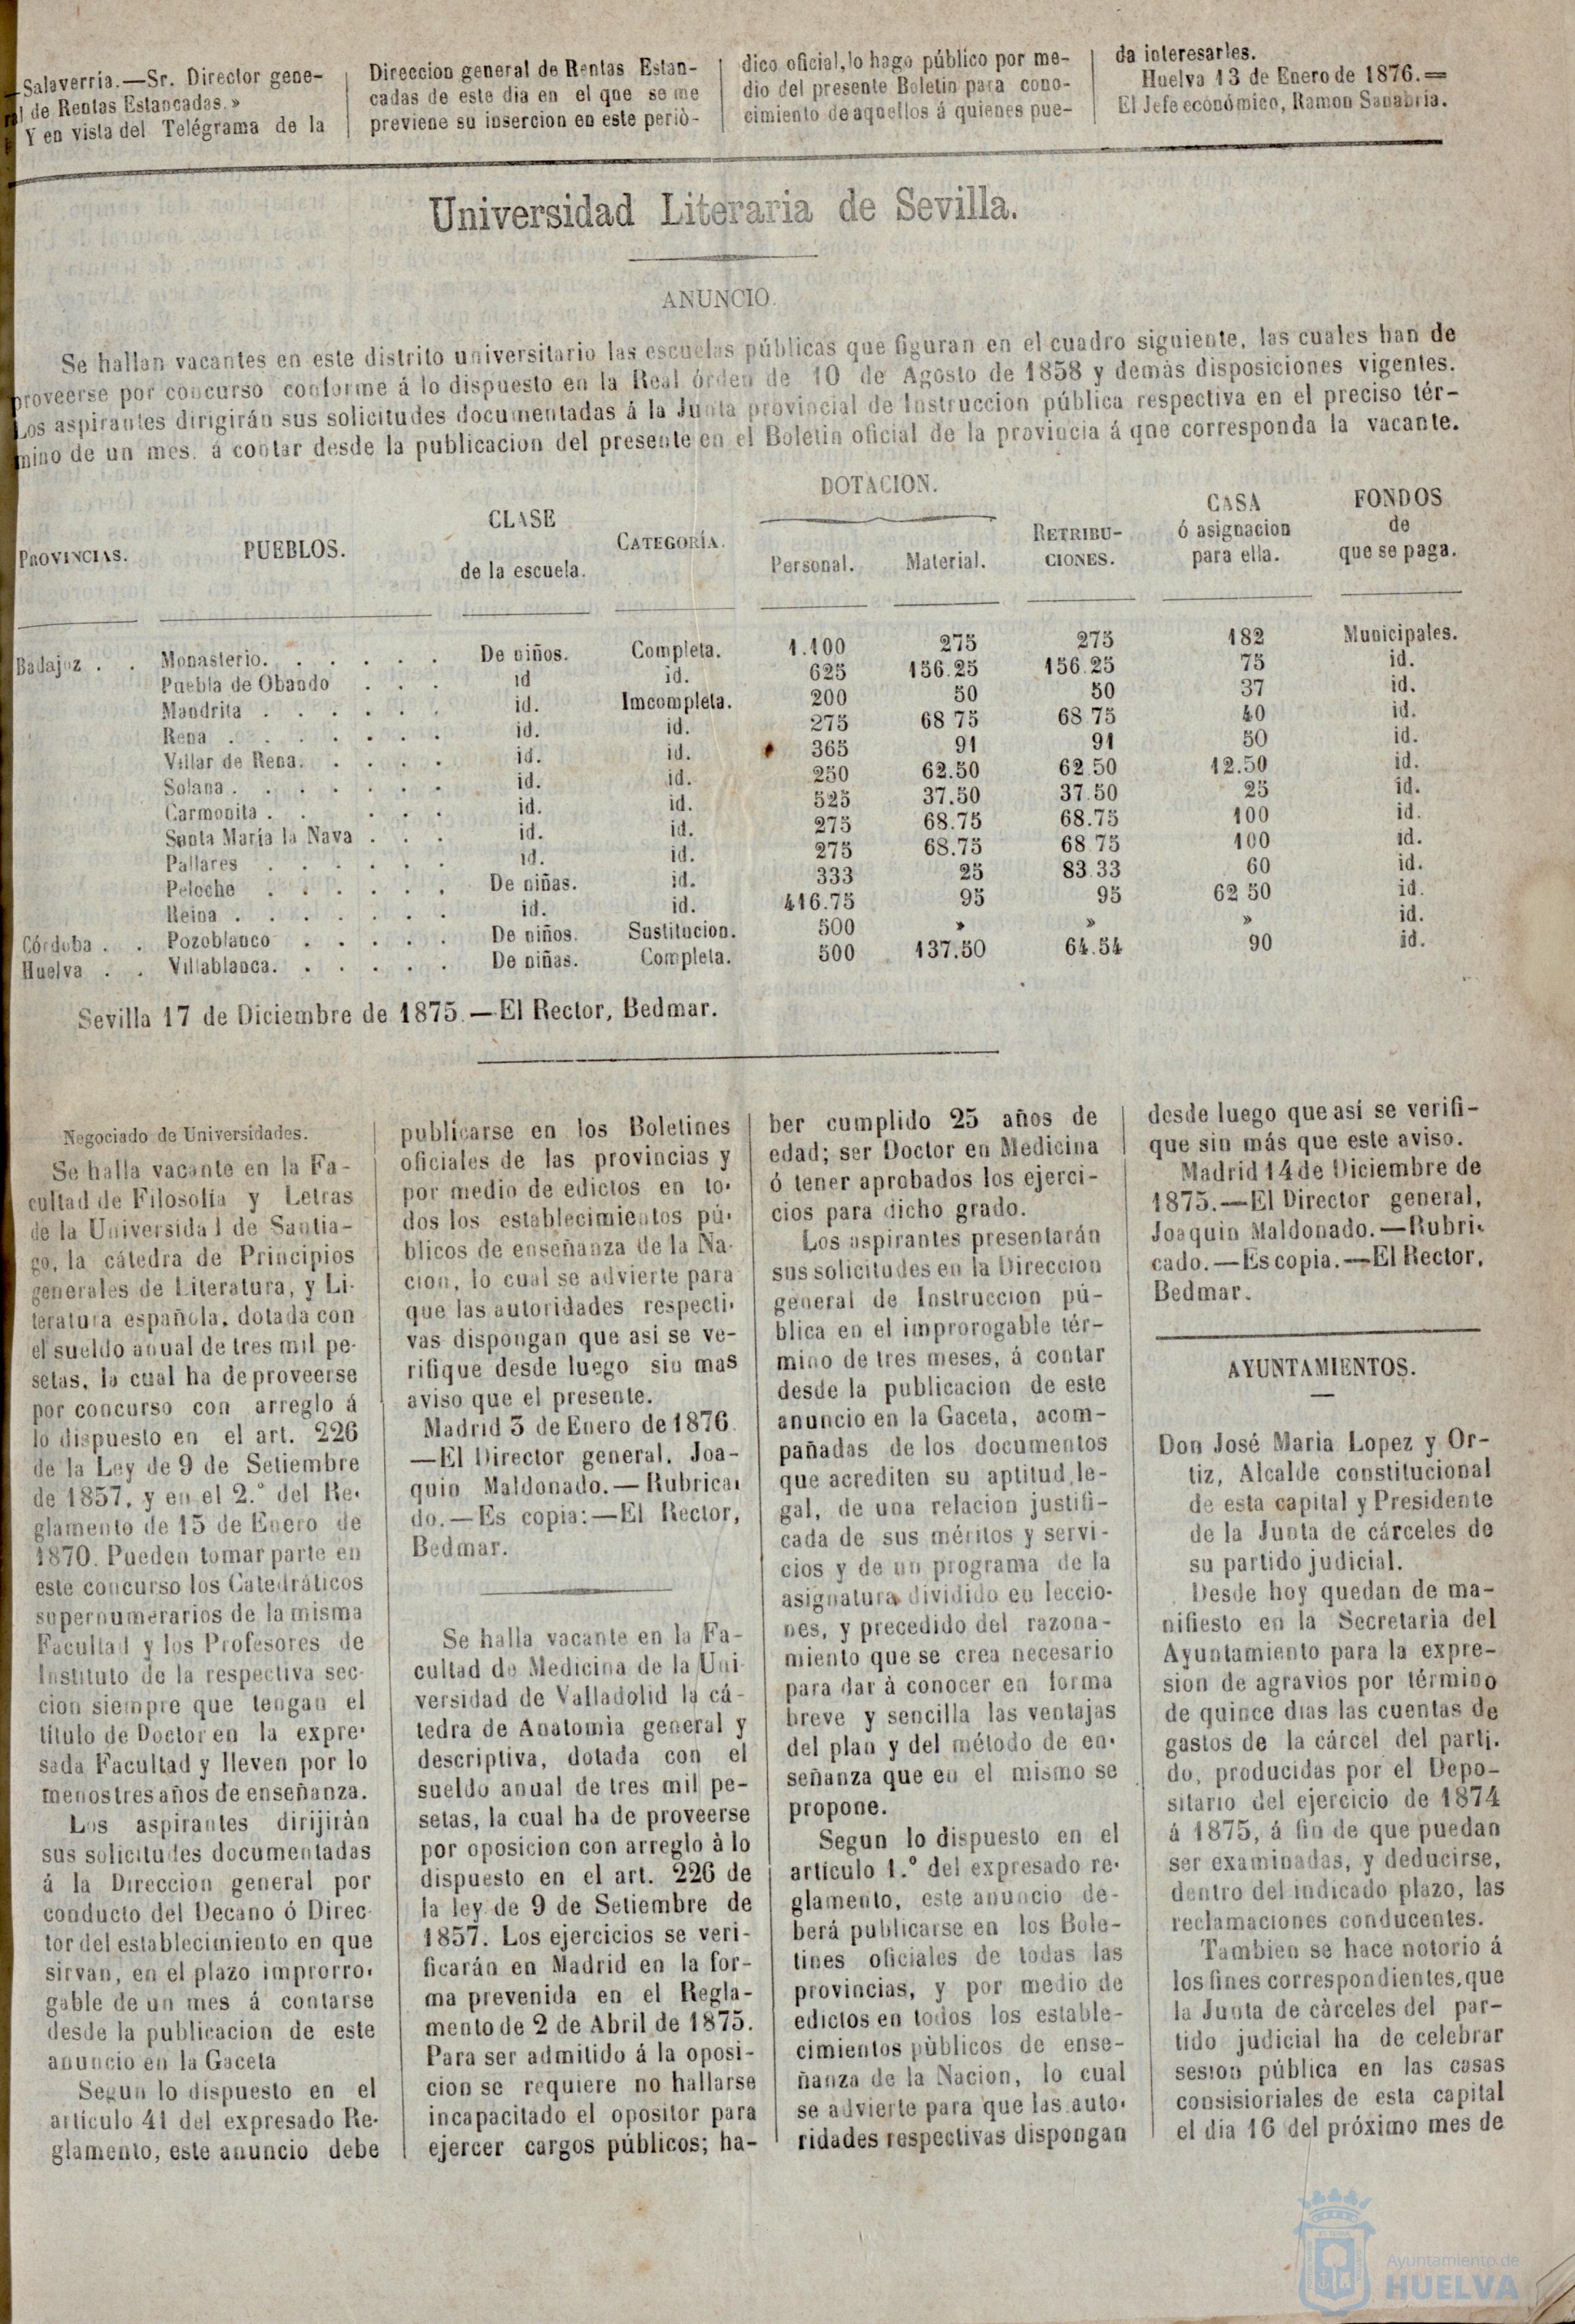 Salaverria.—Sr. Director gene-
ral de Rentas Estancadas.»
Y en vista del Telégrama de la
Direccion general de Rentas Estan-
cadas de este dia en el qne se me
previene su insercion en este periò-
dico oficial, lo hago público por me-
dio del presente Boletin para cono-
cimiento de aquellos á quienes pue-
da interesarles.
Huelva 13 de Enero de 1876.=
El Jefe económico, Ramon Sanabria.
Universidad Literaria de Sevilla.
ANUNCIO.
Se hallan vacantes en este distrito universitario las escuelas públicas que figuran en el cuadro siguiente, las cuales han de
proveerse por concurso conforme á lo dispuesto en la Real órden de 10 de Agosto de 1858 y demás disposiciones vigentes.
Los aspirantes dirigirán sus solicitudes documentadas á la Junta provincial de Instruccion pública respectiva en el preciso tér-
mino de un mes. á contar desde la publicacion del presente en el Boletin oficial de la provincia á qne corresponda la vacante.
PROVINCIAS. PUEBLOS. CLASE de la escuela. CATEGORÍA. DOTACION. Personal. Material. RETRIBU-CIONES. CASA ó asignacion para ella. FONDOS de que se paga.
Badajoz . . Monasterio. . . . . . De niños. Completa. 1.100 275 275 182 Municipales.
Puebla de Obando . . . id id. 625 156.25 156.25 75 id.
Mandrita . . . . . . id. Imcompleta. 200 50 50 37 id.
Rena . . . . . . . id. id. 275 68 75 68 75 40 id.
Villar de Rena. . . . . id. id. 365 91 91 50 id.
Solana . . . . . . . id. id. 250 62.50 62 50 12.50 id.
Carmonita . . . . . id. id. 525 37.50 37.50 25 id.
Santa María la Nava . . . id. id. 275 68.75 68.75 100 id.
Pallares . . . . . . id. id. 275 68.75 68 75 100 id.
Peloche . . . . . . De niñas. id. 333 25 83.33 60 id.
Reina . . . . . . . id. id. 416.75 95 95 62 50 id.
Córdoba . . Pozoblanco . . . . . De niños. Sustitucion. 500 » » » id.
Huelva . . Villablanca. . . . . . De niñas. Completa. 500 137.50 64.54 90 id.
Sevilla 17 de Diciembre de 1875.—El Rector, Bedmar.
Negociado de Universidades.
Se halla vacante en la Fa-
cultad de Filosofía y Letras
de la Universidad de Santia-
go, la cátedra de Principios
generales de Literatura, y Li-
teratura española, dotada con
el sueldo anual de tres mil pe-
setas, la cual ha de proveerse
por concurso con arreglo á
lo dispuesto en el art. 226
de la Ley de 9 de Setiembre
de 1857, y en el 2.º del Re-
glamento de 15 de Enero de
1870. Pueden tomar parte en
este concurso los Catedráticos
supernumerarios de la misma
Facultad y los Profesores de
Instituto de la respectiva sec-
cion siempre que tengan el
título de Doctor en la expre-
sada Facultad y lleven por lo
menos tres años de enseñanza.
Los aspirantes dirijirán
sus solicitudes documentadas
á la Direccion general por
conducto del Decano ó Direc-
tor del establecimiento en que
sirvan, en el plazo improrro-
gable de un mes á contarse
desde la publicacion de este
anuncio en la Gaceta
Segun lo dispuesto en el
artículo 41 del expresado Re-
glamento, este anuncio debe
publicarse en los Boletines
oficiales de las provincias y
por medio de edictos en to-
dos los establecimientos pú-
blicos de enseñanza de la Na-
cion, lo cual se advierte para
que las autoridades respecti-
vas dispongan que asi se ve-
rifique desde luego sin mas
aviso que el presente.
Madrid 3 de Enero de 1876.
—El Director general, Joa-
quin Maldonado.—Rubrica-
do.—Es copia:—El Rector,
Bedmar.
Se halla vacante en la Fa-
cultad de Medicina de la Uni
versidad de Valladolid la cá-
tedra de Anatomia general y
descriptiva, dotada con el
sueldo anual de tres mil pe-
setas, la cual ha de proveerse
por oposicion con arreglo à lo
dispuesto en el art. 226 de
la ley de 9 de Setiembre de
1857. Los ejercicios se veri-
ficarán en Madrid en la for-
ma prevenida en el Regla-
mento de 2 de Abril de 1875.
Para ser admitido á la oposi-
cion se requiere no hallarse
incapacitado el opositor para
ejercer cargos públicos; ha-
ber cumplido 25 años de
edad; ser Doctor en Medicina
ó tener aprobados los ejerci-
cios para dicho grado.
Los aspirantes presentarán
sus solicitudes en la Direccion
general de Instruccion pú-
blica en el improrogable tér-
mino de tres meses, á contar
desde la publicacion de este
anuncio en la Gaceta, acom-
pañadas de los documentos
que acrediten su aptitud le-
gal, de una relacion justifi-
cada de sus méritos y servi-
cios y de un programa de la
asignatura dividido en leccio-
nes, y precedido del razona-
miento que se crea necesario
para dar à conocer en forma
breve y sencilla las ventajas
del plan y del método de en-
señanza que en el mismo se
propone.
Segun lo dispuesto en el
artículo 1.º del expresado re-
glamento, este anuncio de-
berá publicarse en los Bole-
tines oficiales de todas las
provincias, y por medio de
edictos en todos los estable-
cimientos pùblicos de ense-
ñanza de la Nacion, lo cual
se advierte para que las auto-
ridades respectivas dispongan
desde luego que así se verifi-
que sin más que este aviso.
Madrid 14 de Diciembre de
1875.—El Director general,
Joaquin Maldonado.—Rubri-
cado.—Es copia.—El Rector,
Bedmar.
AYUNTAMIENTOS.
Don José Maria Lopez y Or-
tiz, Alcalde constitucional
de esta capital y Presidente
de la Junta de cárceles de
su partido judicial.
Desde hoy quedan de ma-
nifiesto en la Secretaria del
Ayuntamiento para la expre-
sion de agravios por término
de quince dias las cuentas de
gastos de la cárcel del parti-
do, producidas por el Depo-
sitario del ejercicio de 1874
á 1875, á fin de que puedan
ser examinadas, y deducirse,
dentro del indicado plazo, las
reclamaciones conducentes.
Tambien se hace notorio á
los fines correspondientes, que
la Junta de càrceles del par-
tido judicial ha de celebrar
sesion pública en las casas
consisioriales de esta capital
el dia 16 del próximo mes de
Ayuntamiento de
HUELVA